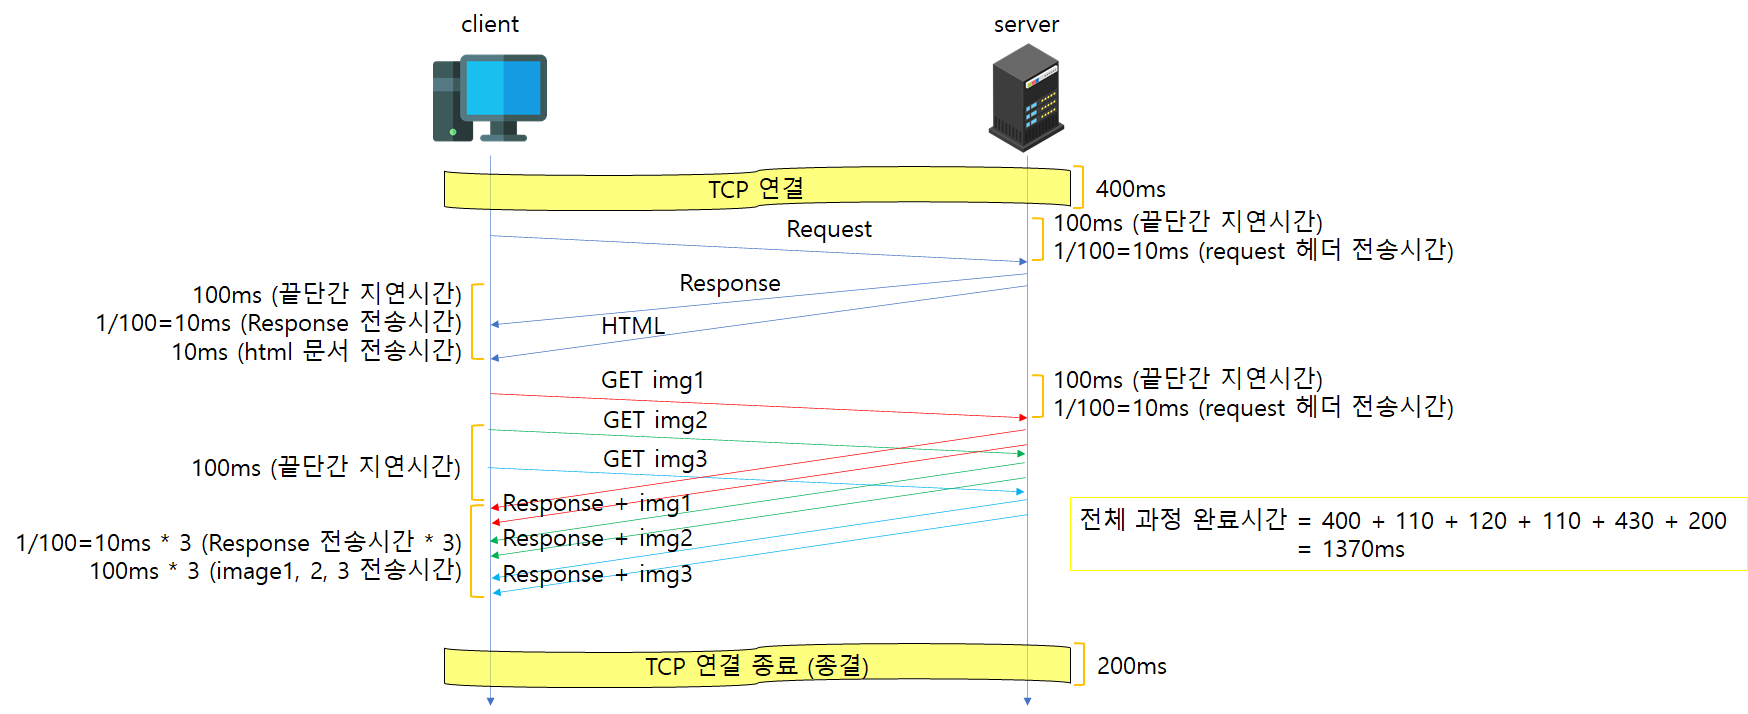 client
server
TCP 연결
400ms
Request
100ms (끝단간 지연시간)
1/100=10ms (request 헤더 전송시간)
Response
100ms (끝단간 지연시간)
1/100=10ms (Response 전송시간)
10ms (html 문서 전송시간)
HTML
GET img1
100ms (끝단간 지연시간)
1/100=10ms (request 헤더 전송시간)
GET img2
GET img3
100ms (끝단간 지연시간)
Response + img1
Response + img2
Response + img3
1/100=10ms * 3 (Response 전송시간 * 3)
100ms * 3 (image1, 2, 3 전송시간)
전체 과정 완료시간 = 400 + 110 + 120 + 110 + 430 + 200
= 1370ms
TCP 연결 종료 (종결)
200ms